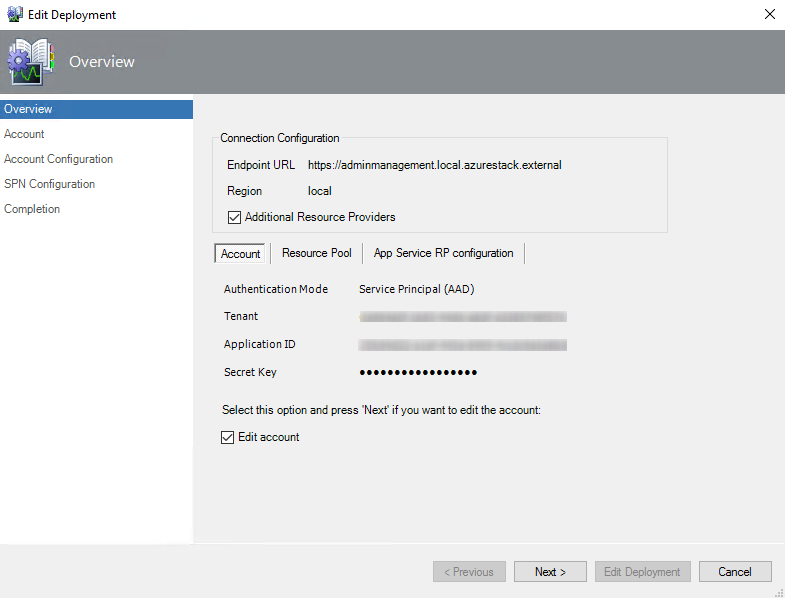 Edit Deployment
Overview
Overview
Account
Account Configuration
SPN Configuration
Completion
Connection Configuration
Endpoint URL https://adminmanagement.local.azurestack.external
Region local
Additional Resource Providers
Account Resource Pool App Service RP configuration
Authentication Mode Service Principal (AAD)
Tenant
Application ID
Secret Key •••••••••••••••••
Select this option and press 'Next' if you want to edit the account:
Edit account
< Previous Next > Edit Deployment Cancel